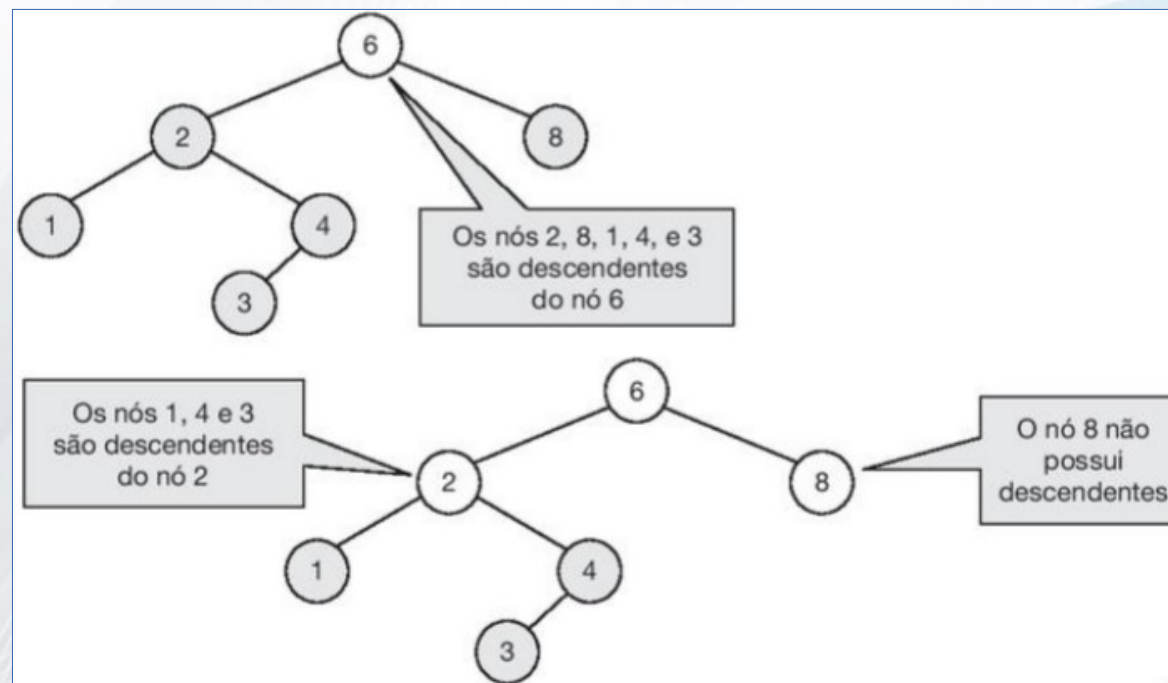 6
2
8
1
4
3
Os nós 2, 8, 1, 4, e 3
são descendentes
do nó 6
6
Os nós 1, 4 e 3
são descendentes
do nó 2
2
8
O nó 8 não
possui
descendentes
1
4
3